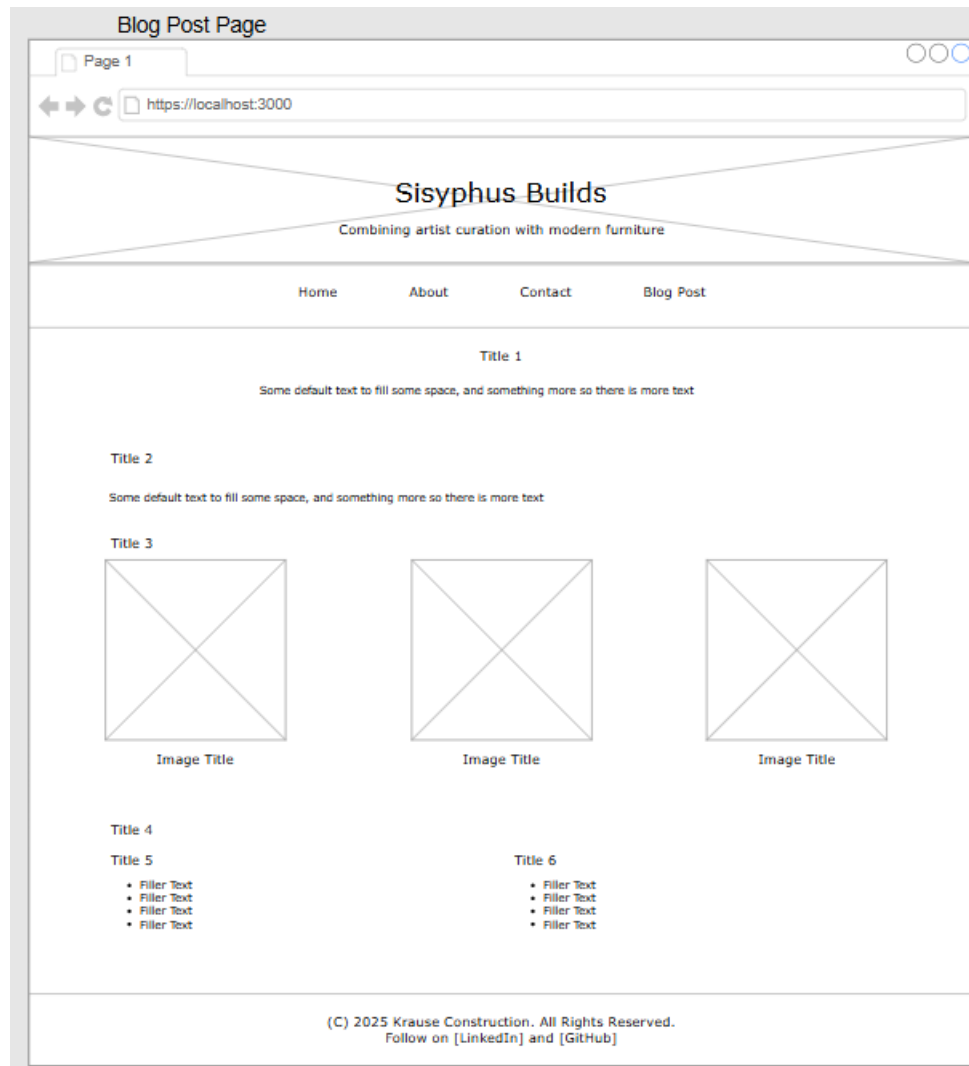 Blog Post Page
Page 1
https://localhost:3000
Sisyphus Builds
Combining artist curation with modern furniture
Home About Contact Blog Post
Title 1
Some default text to fill some space, and something more so there is more text
Title 2
Some default text to fill some space, and something more so there is more text
Title 3
Image Title Image Title Image Title
Title 4
Title 5 Title 6
• Filler Text • Filler Text
• Filler Text • Filler Text
• Filler Text • Filler Text
• Filler Text • Filler Text
(C) 2025 Krause Construction. All Rights Reserved.
Follow on [LinkedIn] and [GitHub]